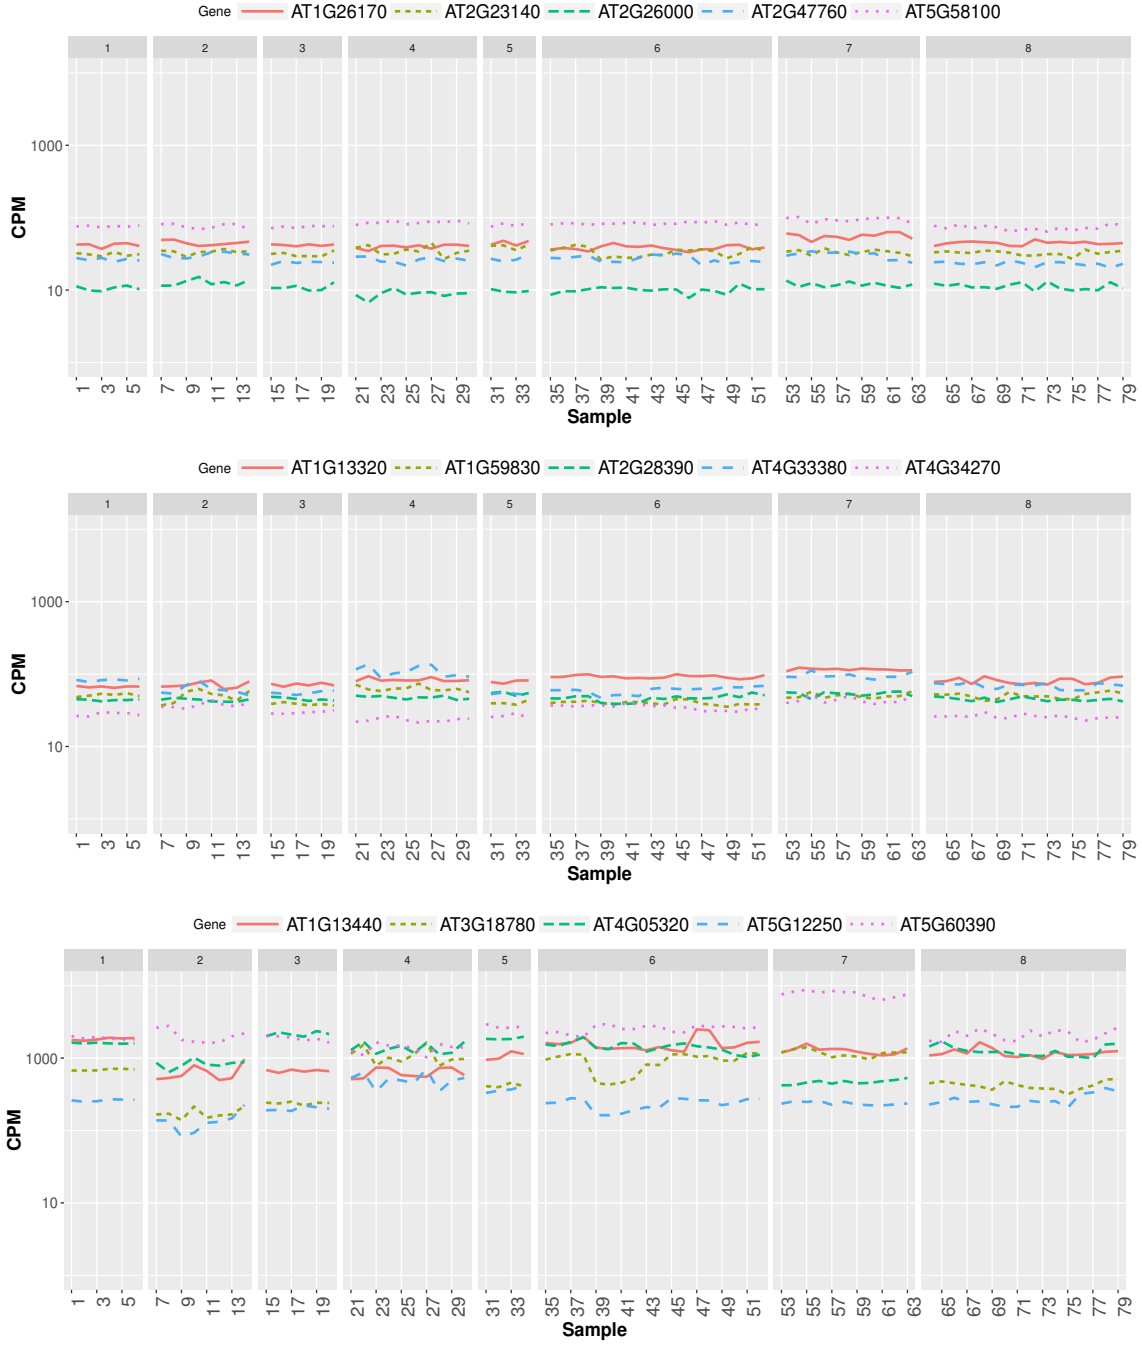 Gene AT1G26170 AT2G23140 AT2G26000 AT2G47760 AT5G58100
1 2 3 4 5 6 7 8
1000
10
CPM
1 3 5 7 9 11 13 15 17 19 21 23 25 27 29 31 33 35 37 39 41 43 45 47 49 51 53 55 57 59 61 63 65 67 69 71 73 75 77 79
Sample
Gene AT1G13320 AT1G59830 AT2G28390 AT4G33380 AT4G34270
1 2 3 4 5 6 7 8
1000
10
CPM
1 3 5 7 9 11 13 15 17 19 21 23 25 27 29 31 33 35 37 39 41 43 45 47 49 51 53 55 57 59 61 63 65 67 69 71 73 75 77 79
Sample
Gene AT1G13440 AT3G18780 AT4G05320 AT5G12250 AT5G60390
1 2 3 4 5 6 7 8
1000
10
CPM
1 3 5 7 9 11 13 15 17 19 21 23 25 27 29 31 33 35 37 39 41 43 45 47 49 51 53 55 57 59 61 63 65 67 69 71 73 75 77 79
Sample